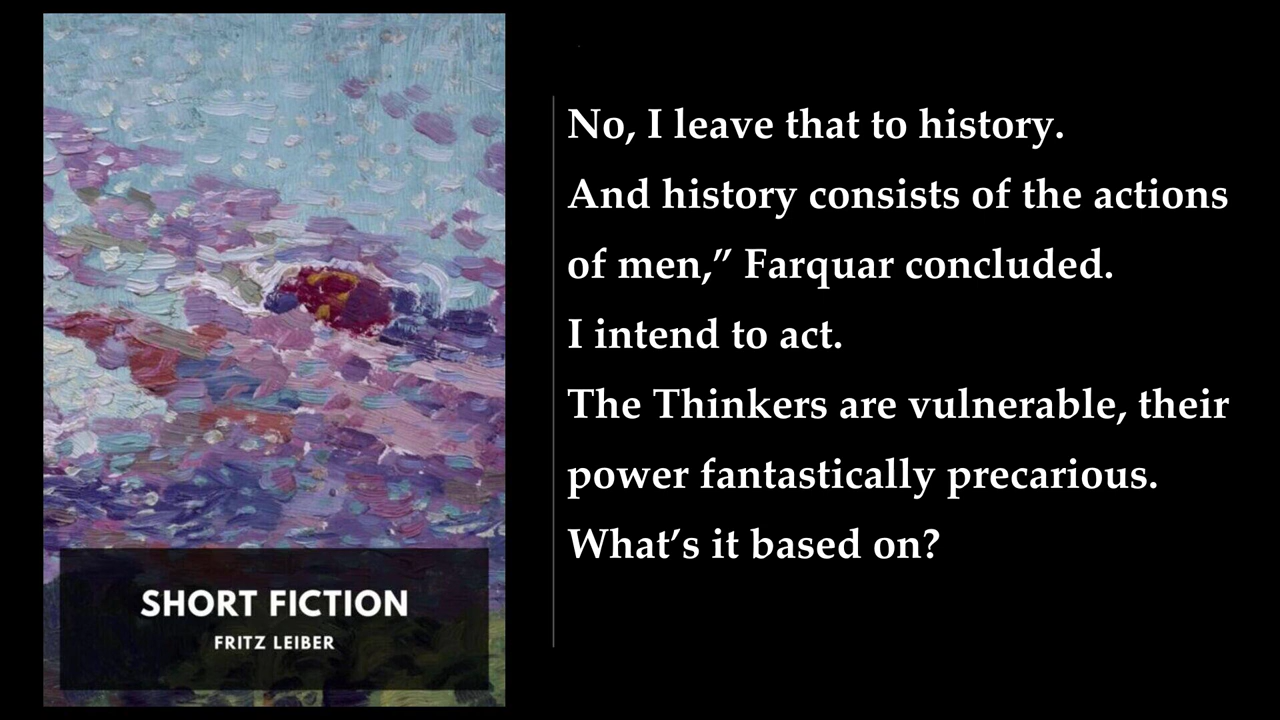 SHORT FICTION
FRITZ LEIBER
No, I leave that to history.
And history consists of the actions
of men,” Farquar concluded.
I intend to act.
The Thinkers are vulnerable, their
power fantastically precarious.
What’s it based on?